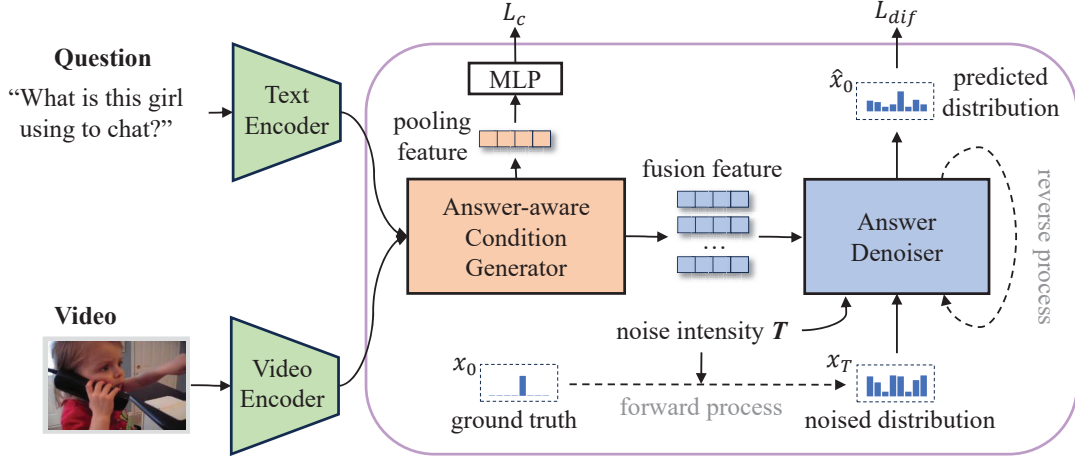 Question
“What is this girl
using to chat?”
Text
Encoder
Video
Video
Encoder
L_c
MLP
pooling
feature
Answer-aware
Condition
Generator
fusion feature
...
L_dif
x̂_0
predicted
distribution
Answer
Denoiser
reverse process
noise intensity T
x_0
ground truth
forward process
x_T
noised distribution